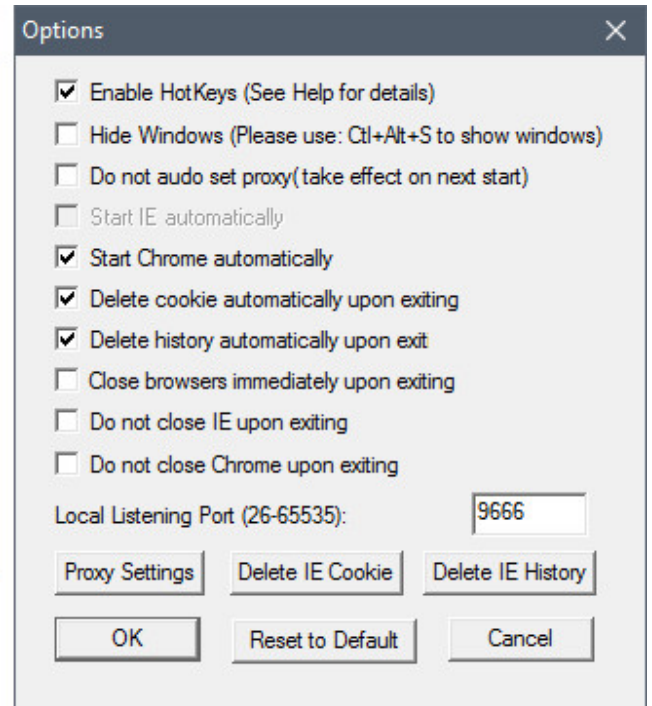 Options
Enable HotKeys (See Help for details)
Hide Windows (Please use: Ctl+Alt+S to show windows)
Do not audo set proxy(take effect on next start)
Start IE automatically
Start Chrome automatically
Delete cookie automatically upon exiting
Delete history automatically upon exit
Close browsers immediately upon exiting
Do not close IE upon exiting
Do not close Chrome upon exiting
Local Listening Port (26-65535): 9666
Proxy Settings Delete IE Cookie Delete IE History
OK Reset to Default Cancel